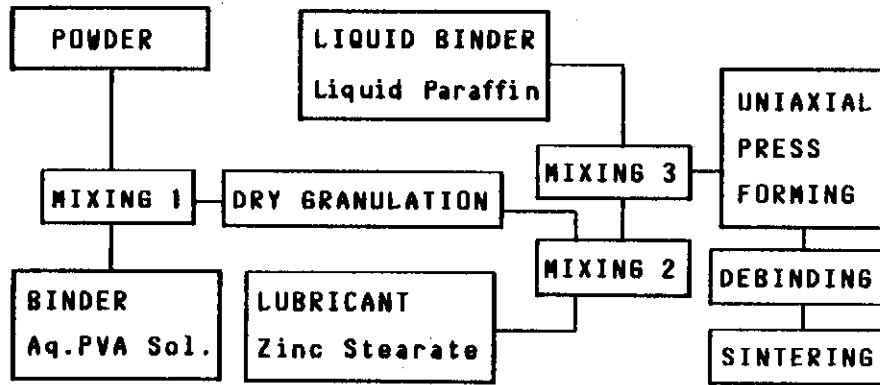 POWDER
LIQUID BINDER
Liquid Paraffin
UNIAXIAL
PRESS
FORMING
MIXING 1
DRY GRANULATION
MIXING 3
MIXING 2
BINDER
Aq.PVA Sol.
LUBRICANT
Zinc Stearate
DEBINDING
SINTERING